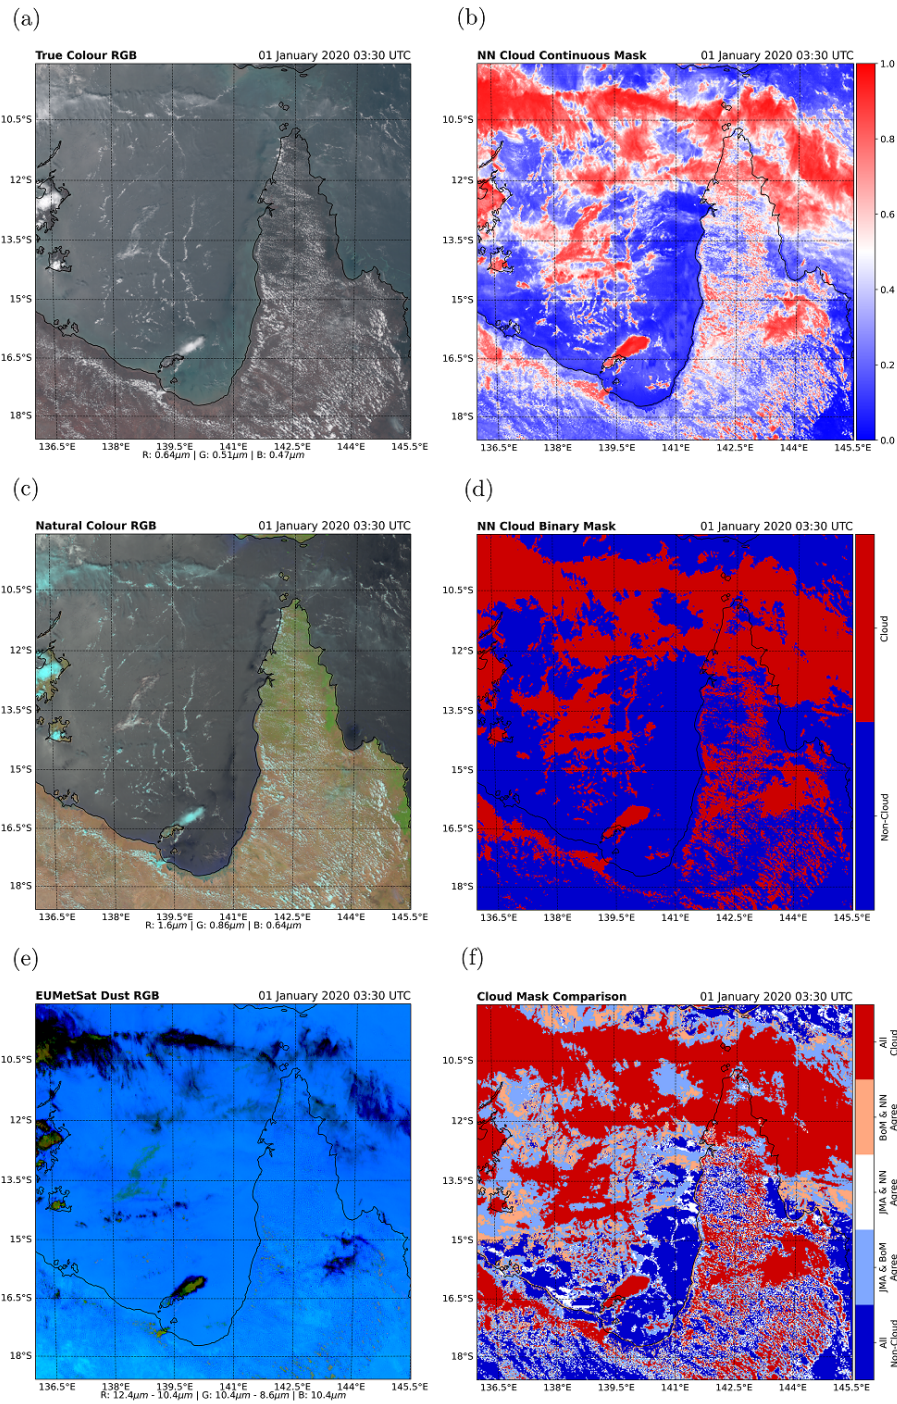 (a)
(b)
True Colour RGB 01 January 2020 03:30 UTC
NN Cloud Continuous Mask 01 January 2020 03:30 UTC
10.5°S
12°S
13.5°S
15°S
16.5°S
18°S
136.5°E 138°E 139.5°E 141°E 142.5°E 144°E 145.5°E
R: 0.64μm | G: 0.51μm | B: 0.47μm
10.5°S
12°S
13.5°S
15°S
16.5°S
18°S
136.5°E 138°E 139.5°E 141°E 142.5°E 144°E 145.5°E
1.0
0.8
0.6
0.4
0.2
0.0
(c)
(d)
Natural Colour RGB 01 January 2020 03:30 UTC
NN Cloud Binary Mask 01 January 2020 03:30 UTC
10.5°S
12°S
13.5°S
15°S
16.5°S
18°S
136.5°E 138°E 139.5°E 141°E 142.5°E 144°E 145.5°E
R: 1.6μm | G: 0.86μm | B: 0.64μm
10.5°S
12°S
13.5°S
15°S
16.5°S
18°S
136.5°E 138°E 139.5°E 141°E 142.5°E 144°E 145.5°E
Cloud
Non-Cloud
(e)
(f)
EUMetSat Dust RGB 01 January 2020 03:30 UTC
Cloud Mask Comparison 01 January 2020 03:30 UTC
10.5°S
12°S
13.5°S
15°S
16.5°S
18°S
136.5°E 138°E 139.5°E 141°E 142.5°E 144°E 145.5°E
R: 12.4μm - 10.4μm | G: 10.4μm - 8.6μm | B: 10.4μm
10.5°S
12°S
13.5°S
15°S
16.5°S
18°S
136.5°E 138°E 139.5°E 141°E 142.5°E 144°E 145.5°E
All
Cloud
BoM & NN
Agree
JMA & NN
Agree
JMA & BoM
Agree
All
Non-Cloud